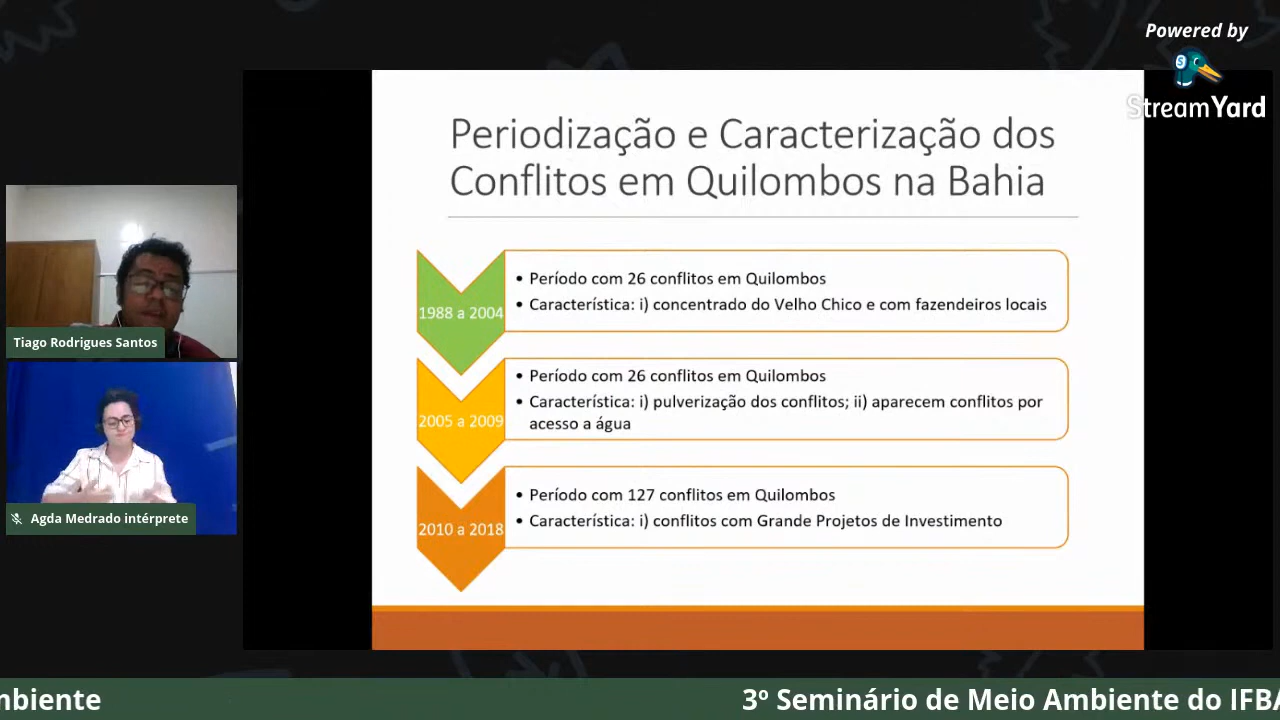 Powered by
StreamYard
Periodização e Caracterização dos
Conflitos em Quilombos na Bahia
1988 a 2004
• Período com 26 conflitos em Quilombos
• Característica: i) concentrado do Velho Chico e com fazendeiros locais
2005 a 2009
• Período com 26 conflitos em Quilombos
• Característica: i) pulverização dos conflitos; ii) aparecem conflitos por
acesso a água
2010 a 2018
• Período com 127 conflitos em Quilombos
• Característica: i) conflitos com Grande Projetos de Investimento
Tiago Rodrigues Santos
Agda Medrado intérprete
mbiente
3º Seminário de Meio Ambiente do IFBA